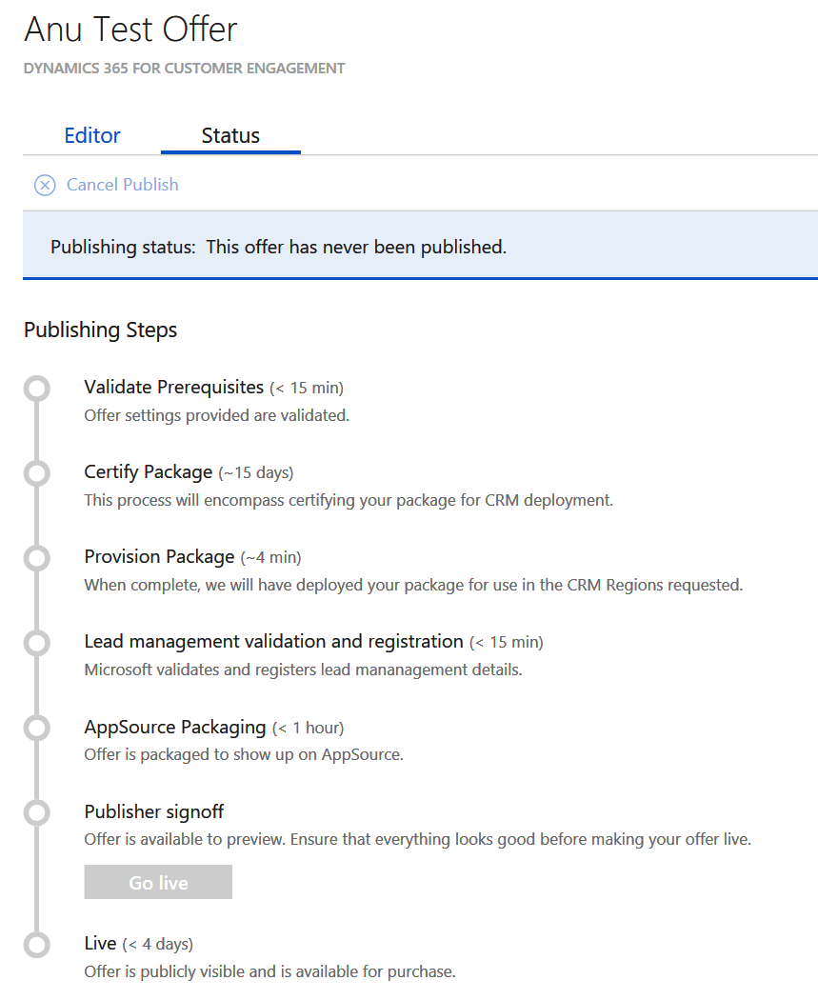 Anu Test Offer
DYNAMICS 365 FOR CUSTOMER ENGAGEMENT
Editor Status
Cancel Publish
Publishing status: This offer has never been published.
Publishing Steps
Validate Prerequisites (< 15 min)
Offer settings provided are validated.
Certify Package (~15 days)
This process will encompass certifying your package for CRM deployment.
Provision Package (~4 min)
When complete, we will have deployed your package for use in the CRM Regions requested.
Lead management validation and registration (< 15 min)
Microsoft validates and registers lead mananagement details.
AppSource Packaging (< 1 hour)
Offer is packaged to show up on AppSource.
Publisher signoff
Offer is available to preview. Ensure that everything looks good before making your offer live.
Go live
Live (< 4 days)
Offer is publicly visible and is available for purchase.